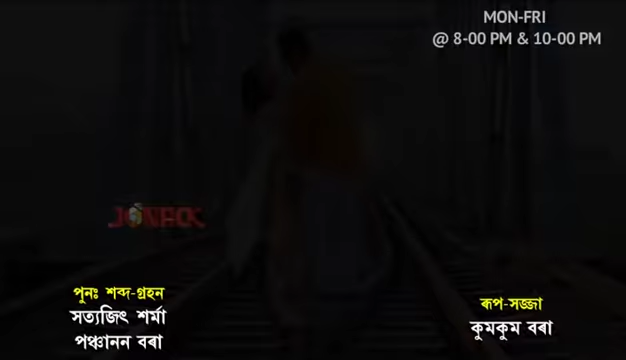 MON-FRI
@ 8-00 PM & 10-00 PM
JONACK
পুনঃ শব্দ-গ্ৰহন
সত্যজিৎ শৰ্মা
পঞ্চানন বৰা
ৰূপ-সজ্জা
কুমকুম বৰা